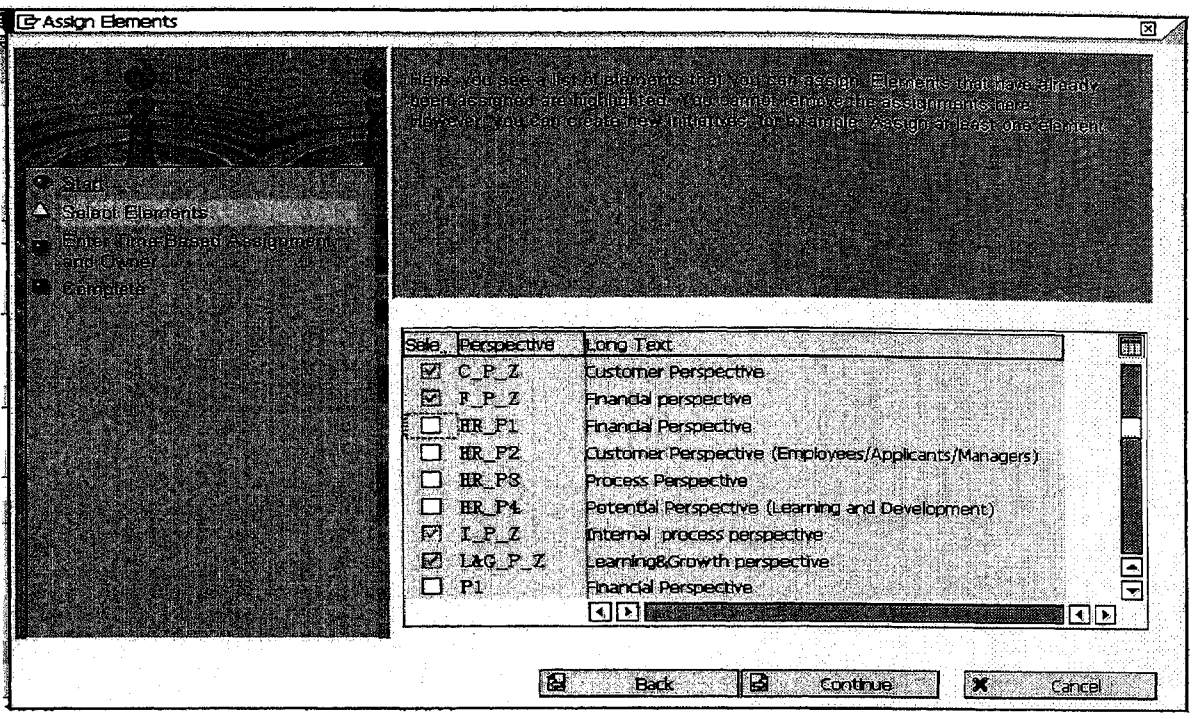 Assign Elements
Here you see a list of elements that you can assign. Elements that have already
been assigned are highlighted. You cannot remove the assignments here.
However, you can create new initiatives, for example. Assign at least one element.
Start
Select Elements
Enter Time-Based Assignment
and Owner
Complete
Sele.. Perspective Long Text
C_P_Z Customer Perspective
F_P_Z Financial perspective
HR_P1 Financial Perspective
HR_P2 Customer Perspective (Employees/Applicants/Managers)
HR_P3 Process Perspective
HR_P4 Potential Perspective (Learning and Development)
I_P_Z Internal process perspective
L&G_P_Z Learning&Growth perspective
P1 Financial Perspective
Back Continue Cancel